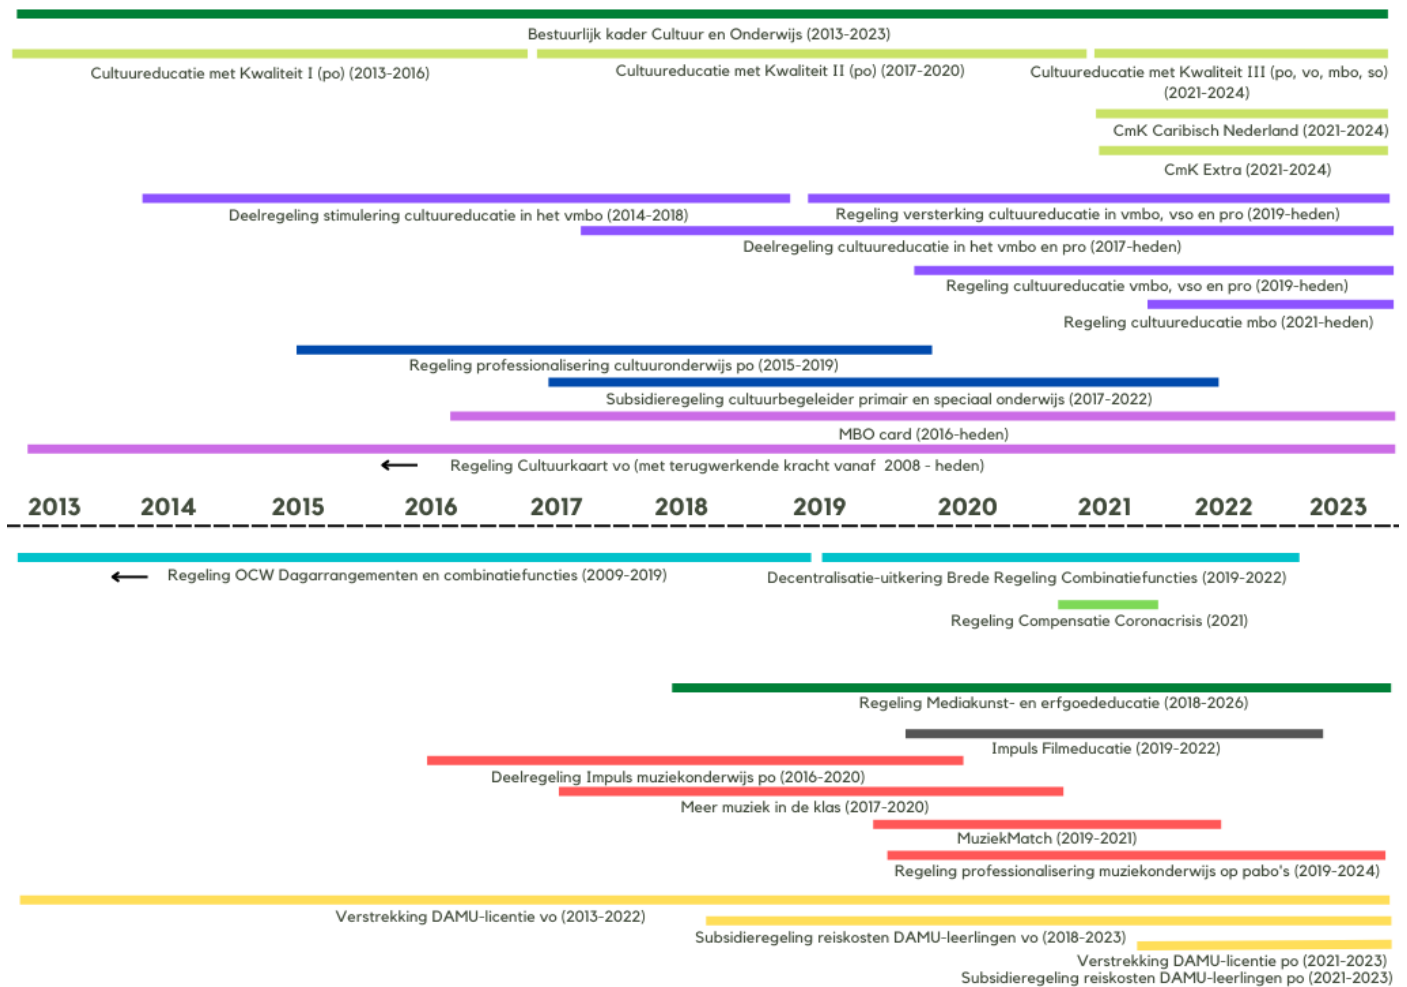 Bestuurlijk kader Cultuur en Onderwijs (2013-2023)
Cultuureducatie met Kwaliteit I (po) (2013-2016)
Cultuureducatie met Kwaliteit II (po) (2017-2020)
Cultuureducatie met Kwaliteit III (po, vo, mbo, so)
(2021-2024)
CmK Caribisch Nederland (2021-2024)
CmK Extra (2021-2024)
Deelregeling stimulering cultuureducatie in het vmbo (2014-2018)
Regeling versterking cultuureducatie in vmbo, vso en pro (2019-heden)
Deelregeling cultuureducatie in het vmbo en pro (2017-heden)
Regeling cultuureducatie vmbo, vso en pro (2019-heden)
Regeling cultuureducatie mbo (2021-heden)
Regeling professionalisering cultuuronderwijs po (2015-2019)
Subsidieregeling cultuurbegeleider primair en speciaal onderwijs (2017-2022)
MBO card (2016-heden)
Regeling Cultuurkaart vo (met terugwerkende kracht vanaf 2008 - heden)
2013 2014 2015 2016 2017 2018 2019 2020 2021 2022 2023
Regeling OCW Dagarrangementen en combinatiefuncties (2009-2019)
Decentralisatie-uitkering Brede Regeling Combinatiefuncties (2019-2022)
Regeling Compensatie Coronacrisis (2021)
Regeling Mediakunst- en erfgoededucatie (2018-2026)
Impuls Filmeducatie (2019-2022)
Deelregeling Impuls muziekonderwijs po (2016-2020)
Meer muziek in de klas (2017-2020)
MuziekMatch (2019-2021)
Regeling professionalisering muziekonderwijs op pabo's (2019-2024)
Verstrekking DAMU-licentie vo (2013-2022)
Subsidieregeling reiskosten DAMU-leerlingen vo (2018-2023)
Verstrekking DAMU-licentie po (2021-2023)
Subsidieregeling reiskosten DAMU-leerlingen po (2021-2023)